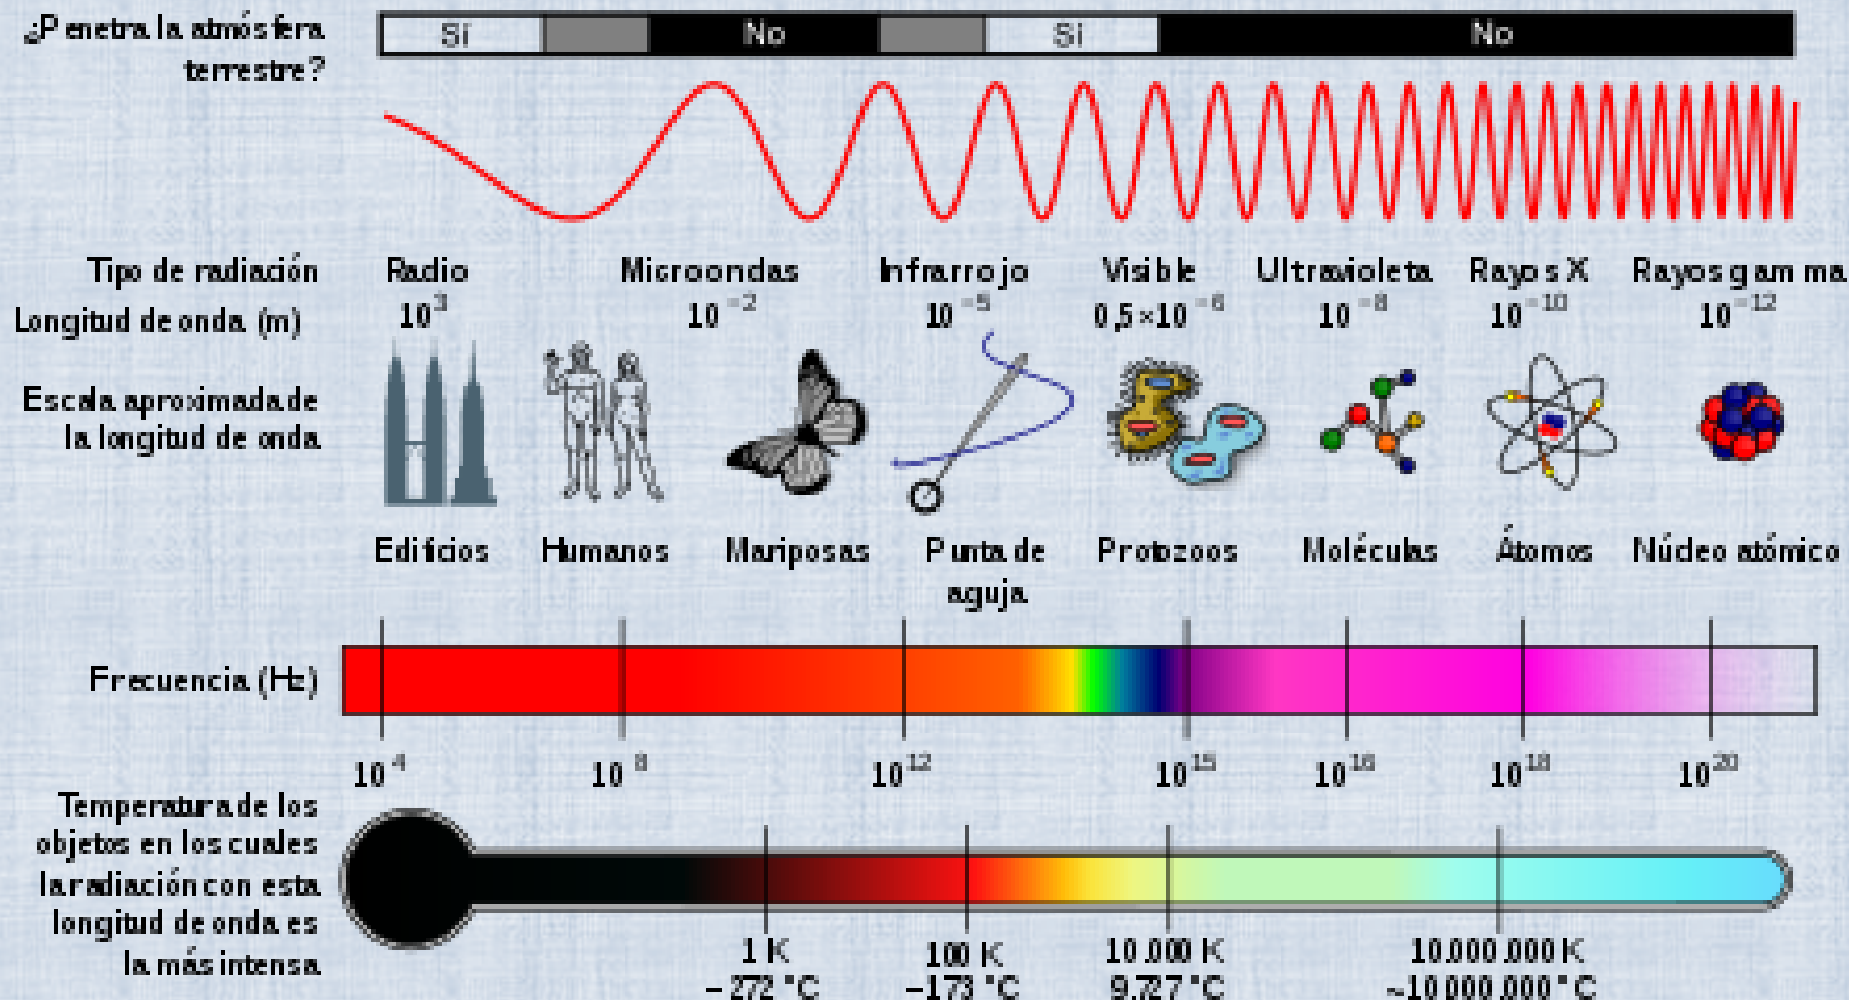 ¿Penetra la atmósfera
terrestre?
Sí No Sí No
Tipo de radiación Radio Microondas Infrarrojo Visible Ultravioleta Rayos X Rayos gamma
Longitud de onda (m) 10³ 10⁻² 10⁻⁵ 0,5×10⁻⁶ 10⁻⁸ 10⁻¹⁰ 10⁻¹²
Escala aproximada de
la longitud de onda
Edificios Humanos Mariposas Punta de Protozoos Moléculas Átomos Núcleo atómico
aguja
Frecuencia (Hz)
10⁴ 10⁸ 10¹² 10¹⁵ 10¹⁶ 10¹⁸ 10²⁰
Temperatura de los
objetos en los cuales
la radiación con esta
longitud de onda es
la más intensa
1 K 100 K 10.000 K 10.000.000 K
−272 °C −173 °C 9.727 °C ~10.000.000 °C